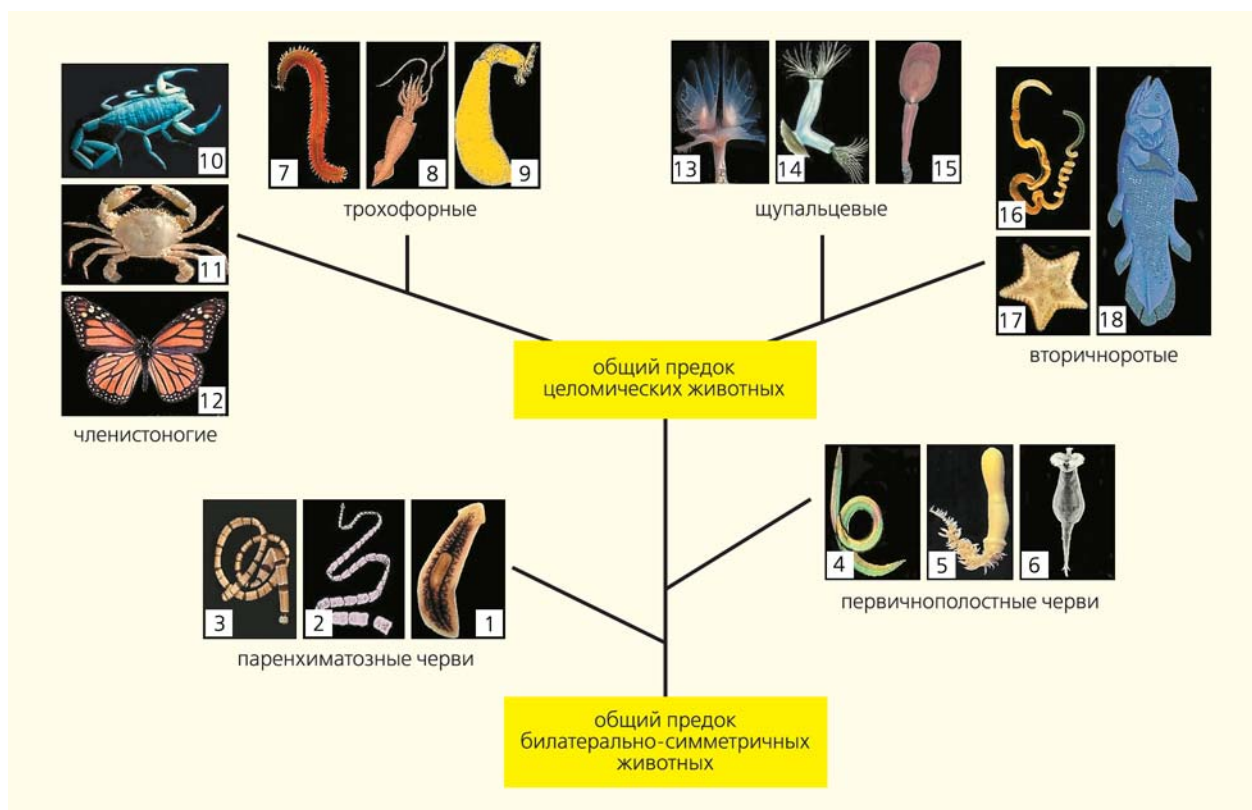 10
11
12
членистоногие
7 8 9
трохофорные
13 14 15
щупальцевые
16
17 18
вторичноротые
общий предок
целомических животных
4 5 6
первичнополостные черви
3 2 1
паренхиматозные черви
общий предок
билатерально-симметричных
животных